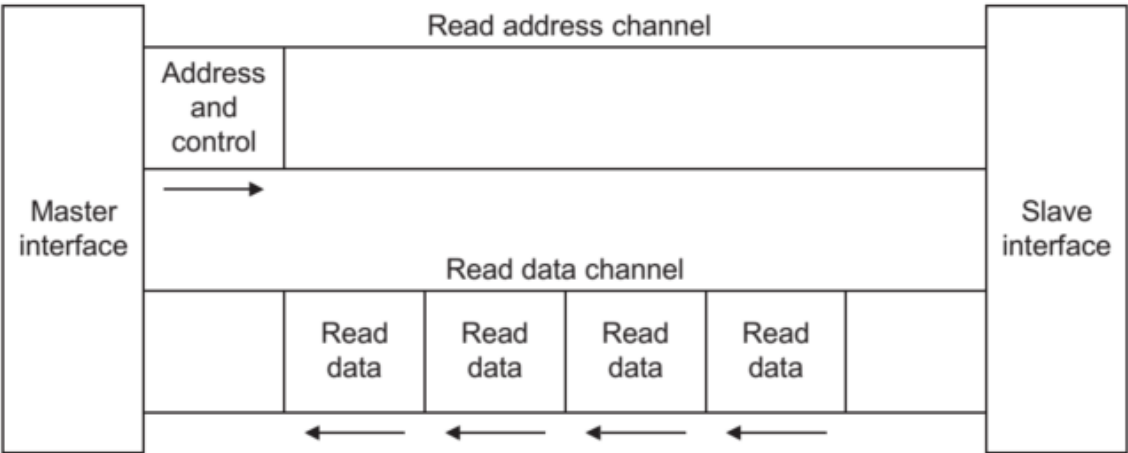 Read address channel
Address
and
control
Master
interface
Slave
interface
Read data channel
Read
data
Read
data
Read
data
Read
data